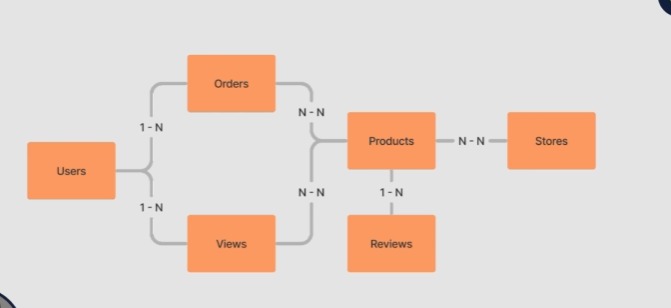 Orders
N - N
1 - N
Products
N - N
Stores
Users
N - N
1 - N
1 - N
Views
Reviews